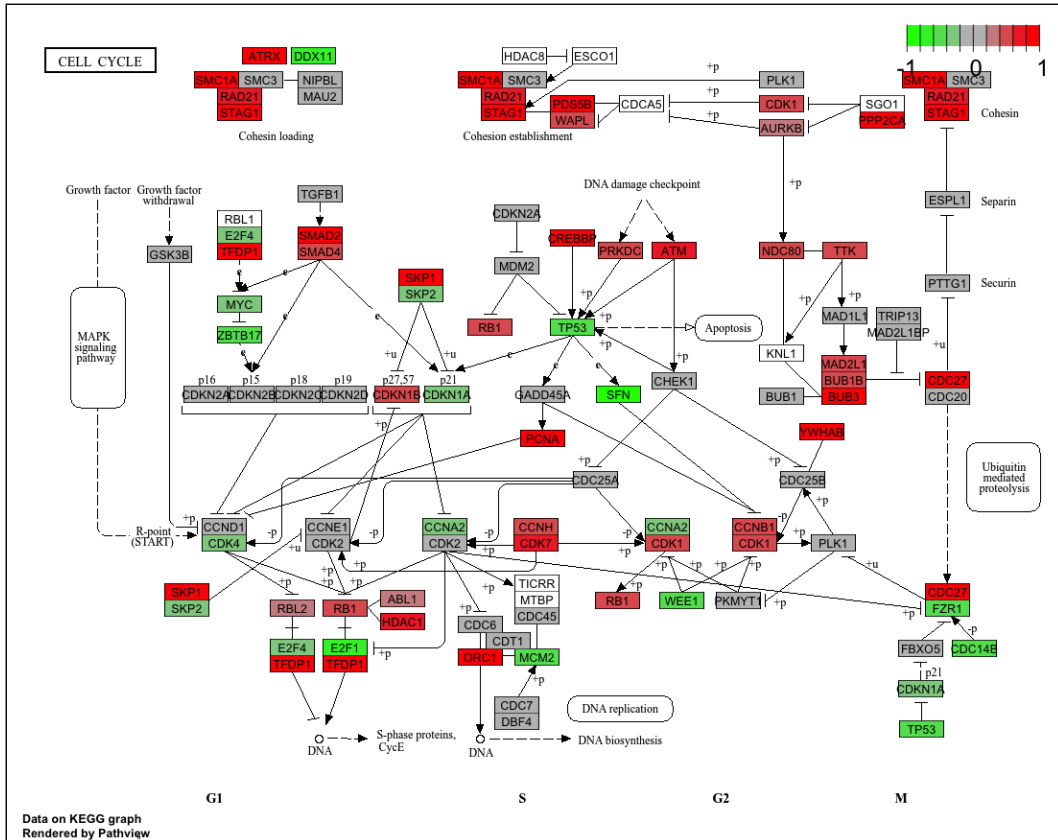 CELL CYCLE
ATRX DDX11
SMC1A SMC3 NIPBL
RAD21 MAU2
STAG1
Cohesin loading
HDAC8 ESCO1
SMC1A SMC3
RAD21
STAG1
PDS5B
WAPL
CDCA5
Cohesion establishment
+p
PLK1
+p
CDK1
AURKB
+p
SGO1
PPP2CA
-1 0 1
SMC1A SMC3
RAD21
STAG1
Cohesin
Growth factor
Growth factor
withdrawal
GSK3B
RBL1
E2F4
TFDP1
TGFB1
SMAD2
SMAD4
e
e
e
e
MYC
ZBTB17
SKP1
SKP2
+u
+u
CDKN2A
MDM2
RB1
CREBBP
DNA damage checkpoint
PRKDC
ATM
+p
+p
+p
+p
TP53
Apoptosis
e
e
+p
NDC80 TTK
+p
+p
MAD1L1
TRIP13
MAD2L1BP
KNL1
MAD2L1
BUB1B
BUB3
BUB1
ESPL1
Separin
PTTG1
Securin
+u
CDC27
CDC20
MAPK
signaling
pathway
p16 p15 p18 p19
CDKN2A CDKN2B CDKN2C CDKN2D
p27,57 p21
CDKN1B CDKN1A
+p
GADD45A
SFN
CHEK1
PCNA
YWHAB
+p
+p
CDC25A
CDC25B
Ubiquitin
mediated
proteolysis
R-point
(START)
+p
CCND1
CDK4
-p
+u
CCNE1
CDK2
-p
CCNA2
CDK2
-p
+p
CCNH
CDK7
+p
-p
CCNA2
CDK1
CCNB1
CDK1
-p
+p
+p
PLK1
+u
SKP1
SKP2
+p
+p
+p
+p
+p
RBL2
RB1
ABL1
HDAC1
E2F4
TFDP1
E2F1
TFDP1
+p
+p
+p
TICRR
MTBP
CDC45
CDC6
CDT1
ORC1
MCM2
+p
CDC7
DBF4
+p
RB1
+p
WEE1
+p
PKMYT1
+p
+p
CDC27
FZR1
-p
FBXO5
CDC14B
p21
CDKN1A
TP53
DNA replication
DNA
S-phase proteins,
CycE
DNA
DNA biosynthesis
G1 S G2 M
Data on KEGG graph
Rendered by Pathview